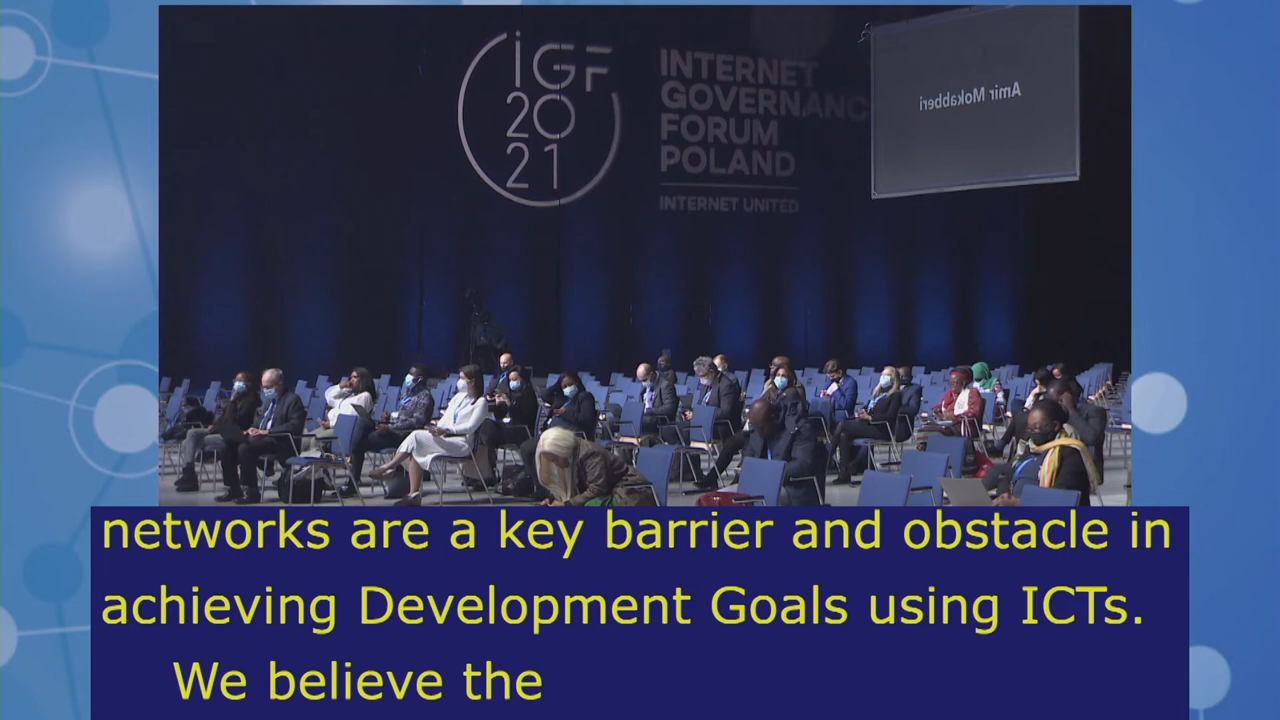 IGF
20
21
INTERNET
GOVERNANC
FORUM
POLAND
INTERNET UNITED
Amir Mokabberi
networks are a key barrier and obstacle in
achieving Development Goals using ICTs.
We believe the